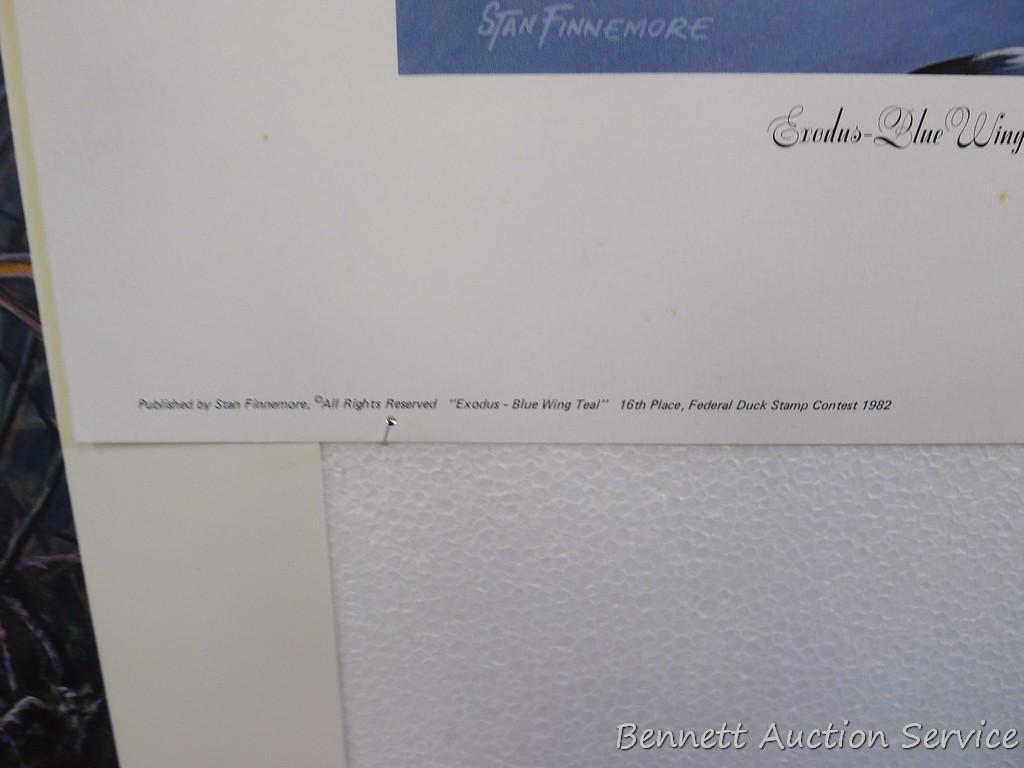 STAN FINNEMORE
Exodus-Blue Wing
Published by Stan Finnemore, ©All Rights Reserved "Exodus - Blue Wing Teal" 16th Place, Federal Duck Stamp Contest 1982
Bennett Auction Service